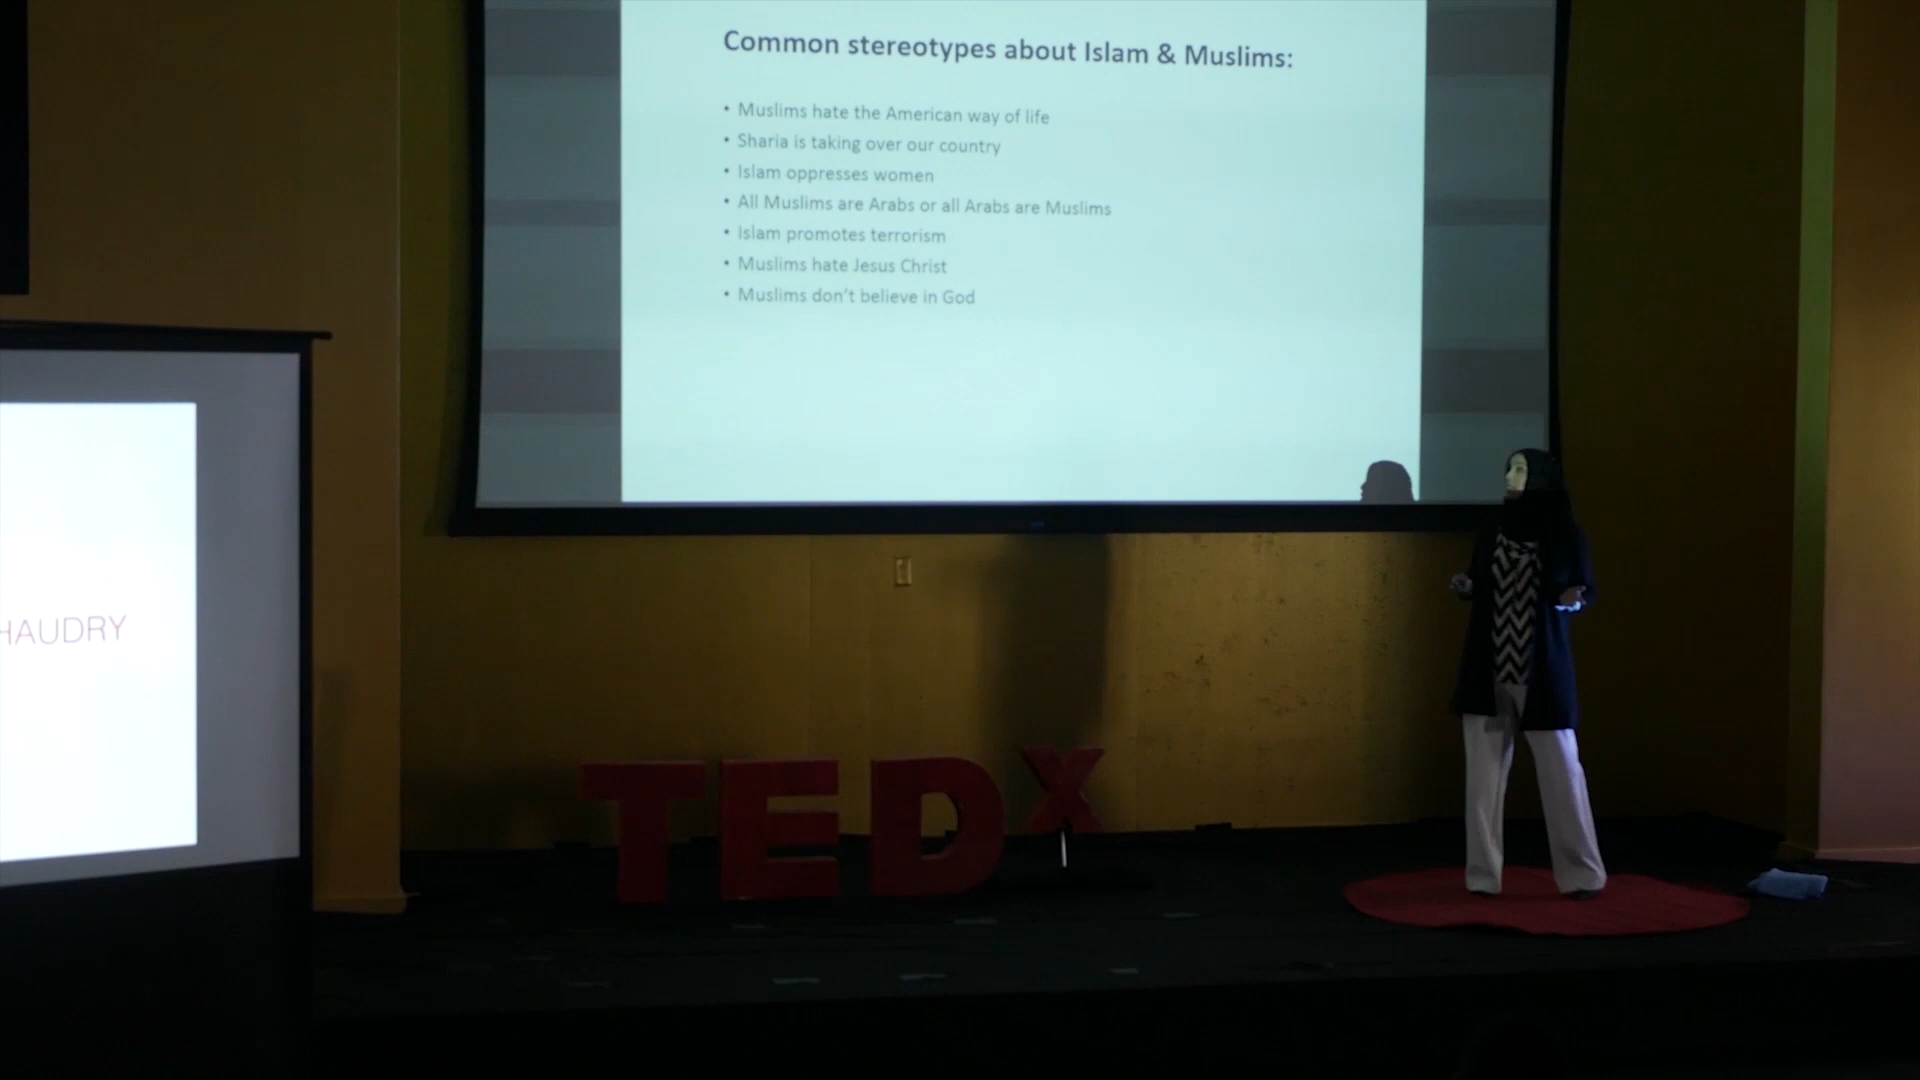 Common stereotypes about Islam & Muslims:
• Muslims hate the American way of life
• Sharia is taking over our country
• Islam oppresses women
• All Muslims are Arabs or all Arabs are Muslims
• Islam promotes terrorism
• Muslims hate Jesus Christ
• Muslims don't believe in God
HAUDRY
TEDx